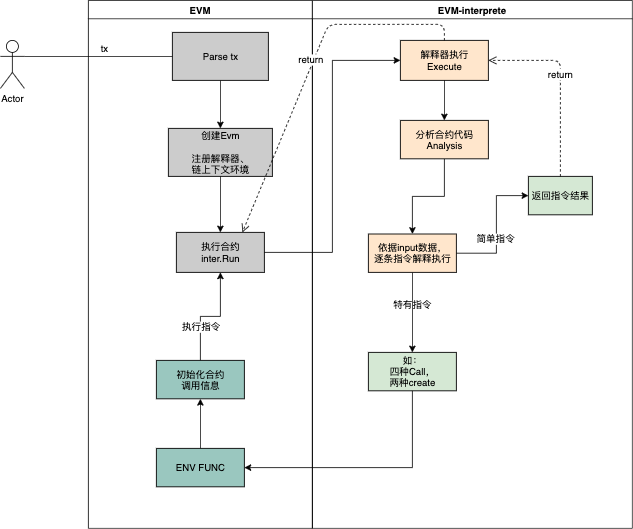 EVM
EVM-interprete
tx
Actor
Parse tx
创建Evm
注册解释器、
链上下文环境
执行合约
inter.Run
执行指令
初始化合约
调用信息
ENV FUNC
return
解释器执行
Execute
return
分析合约代码
Analysis
返回指令结果
简单指令
依据input数据，
逐条指令解释执行
特有指令
如：
四种Call，
两种create